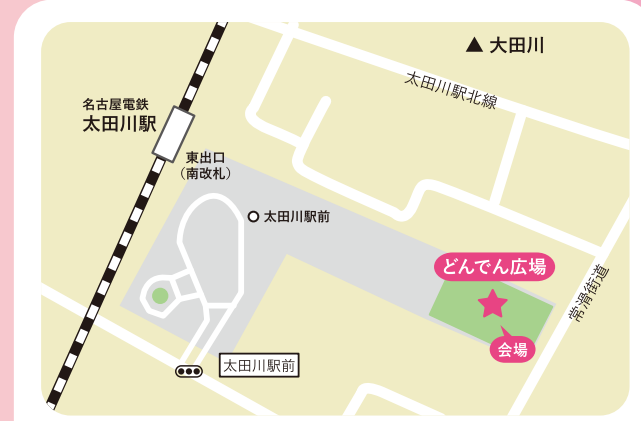 ▲ 大田川
太田川駅北線
名古屋電鉄
太田川駅
東出口
（南改札）
太田川駅前
どんでん広場
常滑街道
会場
太田川駅前